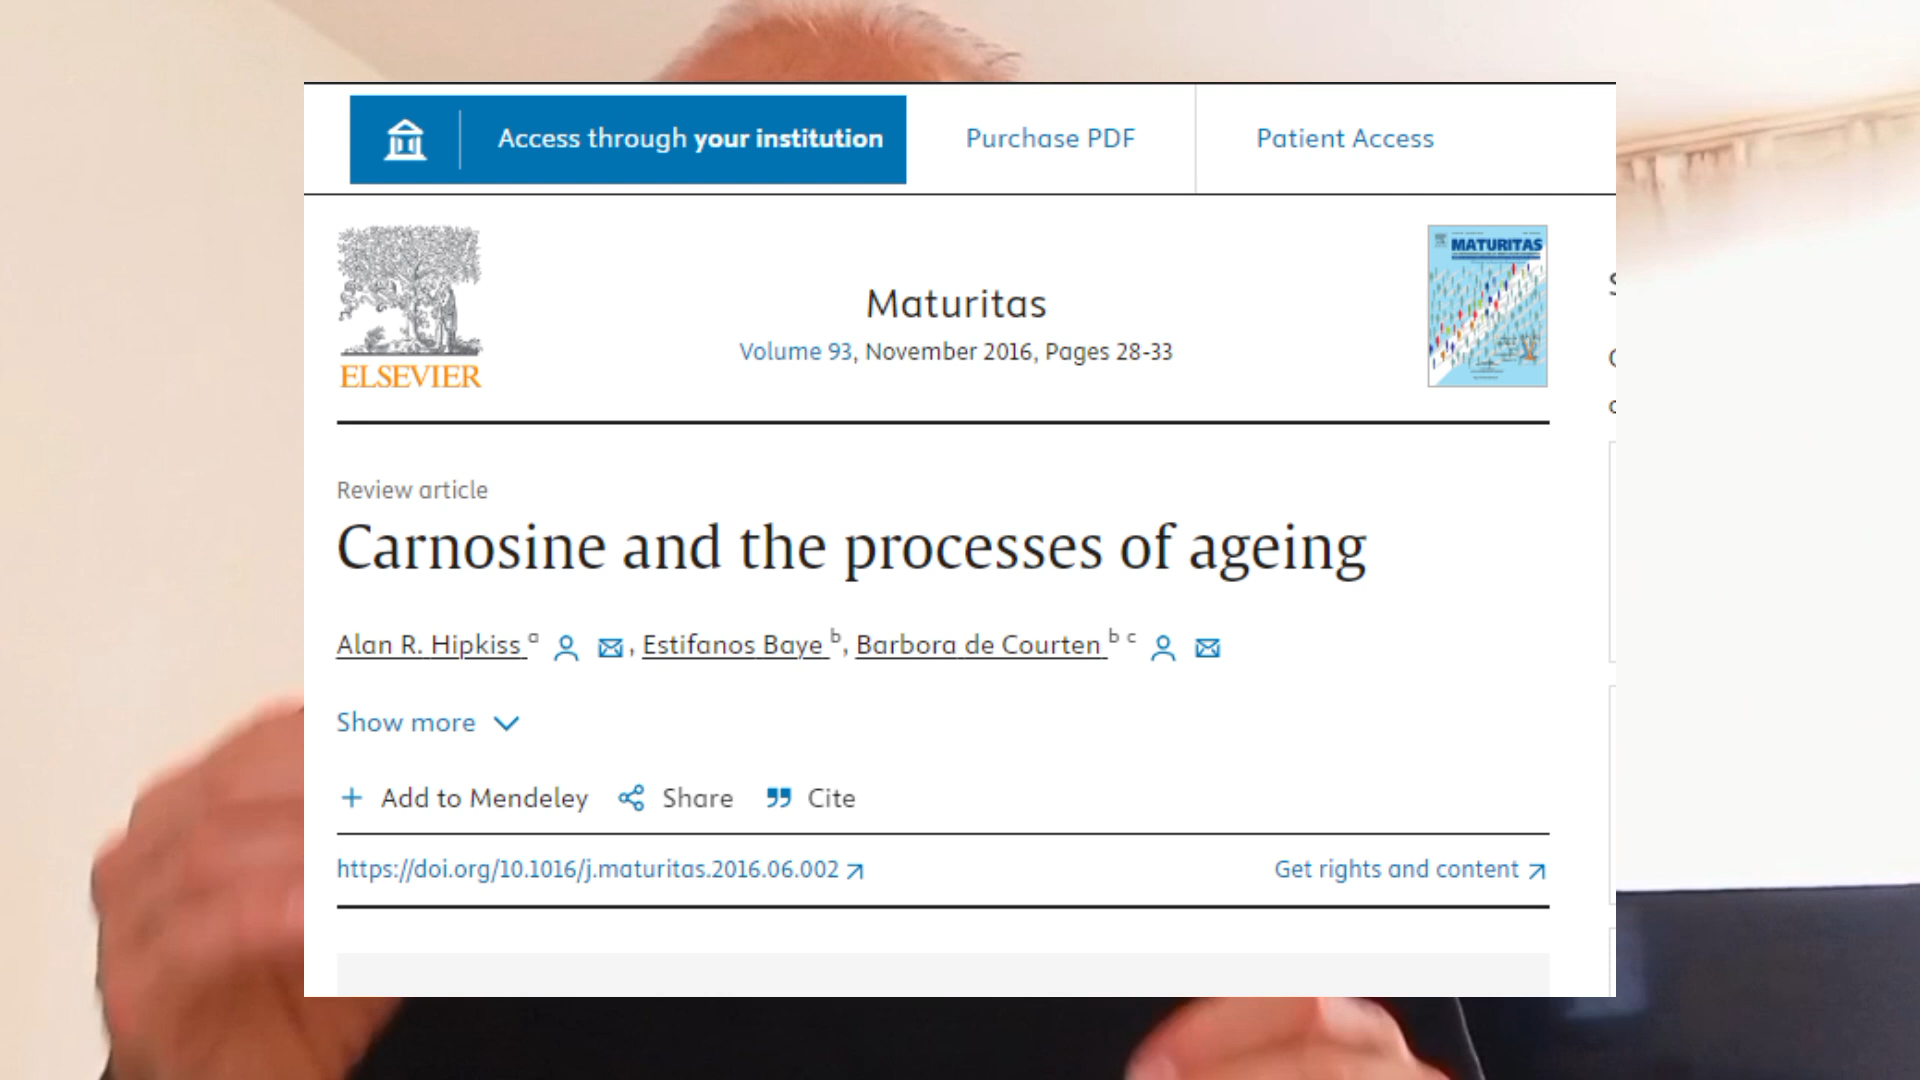 Access through your institution
Purchase PDF
Patient Access
ELSEVIER
Maturitas
Volume 93, November 2016, Pages 28-33
MATURITAS
Review article
Carnosine and the processes of ageing
Alan R. Hipkiss a , Estifanos Baye b, Barbora de Courten b c
Show more
Add to Mendeley Share Cite
https://doi.org/10.1016/j.maturitas.2016.06.002
Get rights and content